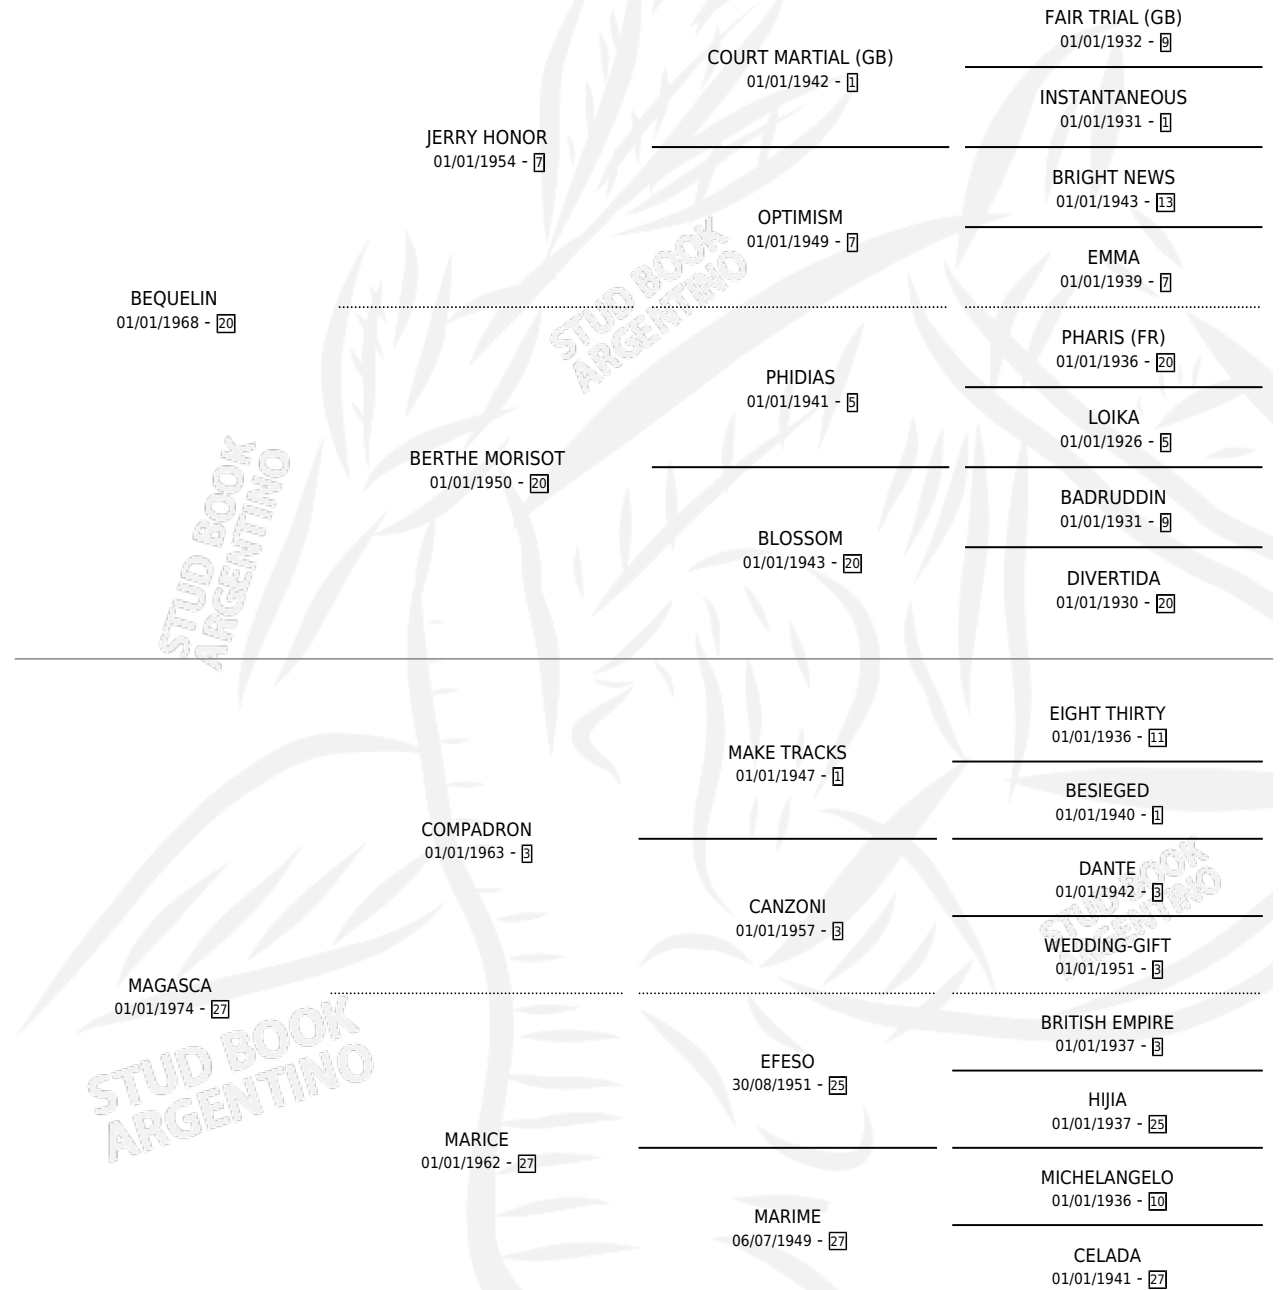 FAIR TRIAL (GB)
01/01/1932 - 9
COURT MARTIAL (GB)
01/01/1942 - 1
INSTANTANEOUS
01/01/1931 - 1
JERRY HONOR
01/01/1954 - 7
BRIGHT NEWS
01/01/1943 - 13
OPTIMISM
01/01/1949 - 7
EMMA
01/01/1939 - 7
BEQUELIN
01/01/1968 - 20
PHARIS (FR)
01/01/1936 - 20
PHIDIAS
01/01/1941 - 5
LOIKA
01/01/1926 - 5
BERTHE MORISOT
01/01/1950 - 20
BADRUDDIN
01/01/1931 - 9
BLOSSOM
01/01/1943 - 20
DIVERTIDA
01/01/1930 - 20
EIGHT THIRTY
01/01/1936 - 11
MAKE TRACKS
01/01/1947 - 1
BESIEGED
01/01/1940 - 1
COMPADRON
01/01/1963 - 3
DANTE
01/01/1942 - 3
CANZONI
01/01/1957 - 3
WEDDING-GIFT
01/01/1951 - 3
MAGASCA
01/01/1974 - 27
BRITISH EMPIRE
01/01/1937 - 3
EFESO
30/08/1951 - 25
HIJIA
01/01/1937 - 25
MARICE
01/01/1962 - 27
MICHELANGELO
01/01/1936 - 10
MARIME
06/07/1949 - 27
CELADA
01/01/1941 - 27
STUD BOOK
ARGENTINO
STUD BOOK
ARGENTINO
STUD BOOK
ARGENTINO
STUD BOOK
ARGENTINO